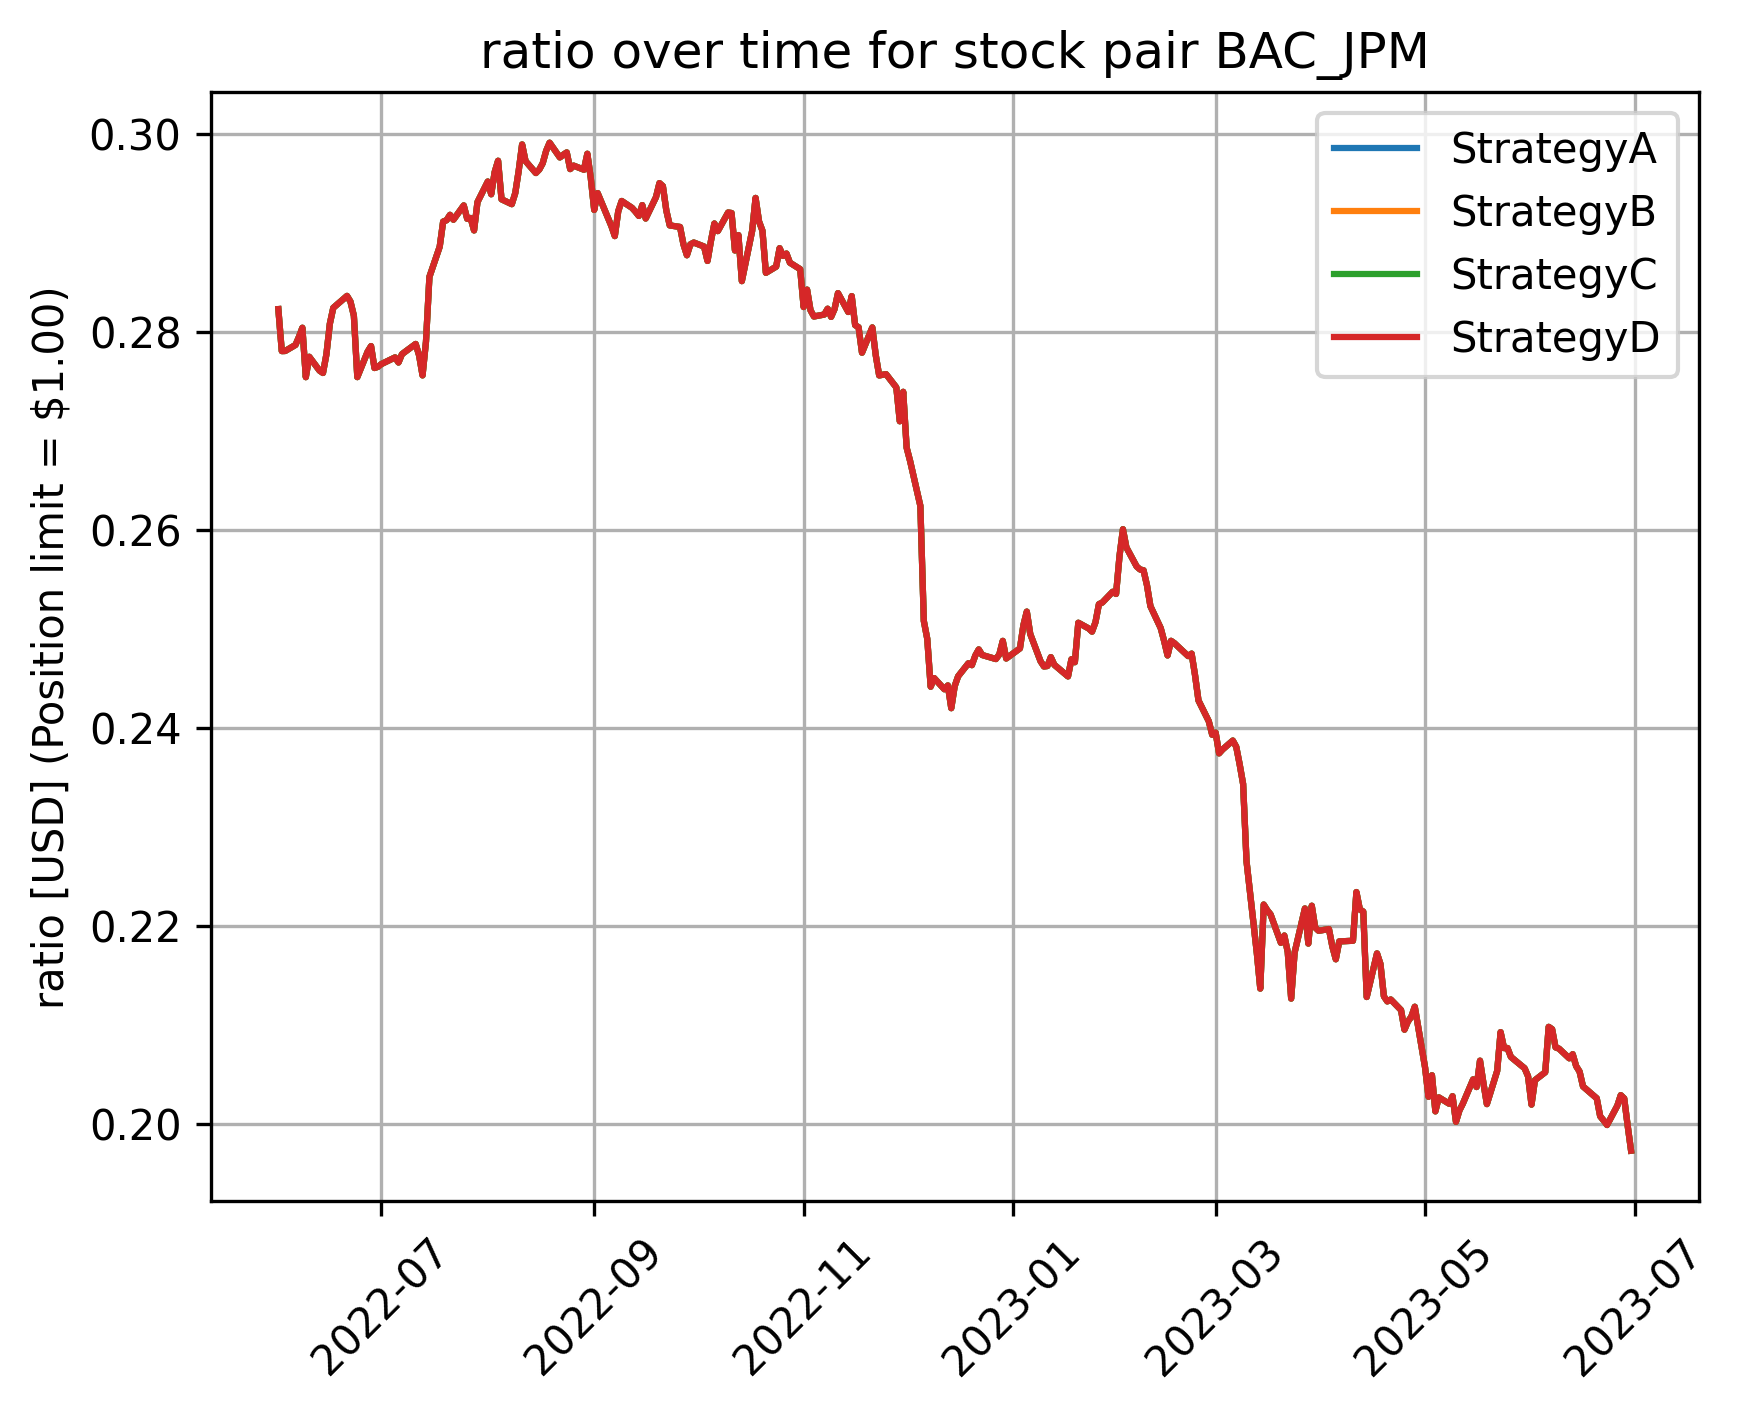 ratio over time for stock pair BAC_JPM
ratio [USD] (Position limit = $1.00)
0.30
0.28
0.26
0.24
0.22
0.20
StrategyA
StrategyB
StrategyC
StrategyD
2022-07
2022-09
2022-11
2023-01
2023-03
2023-05
2023-07